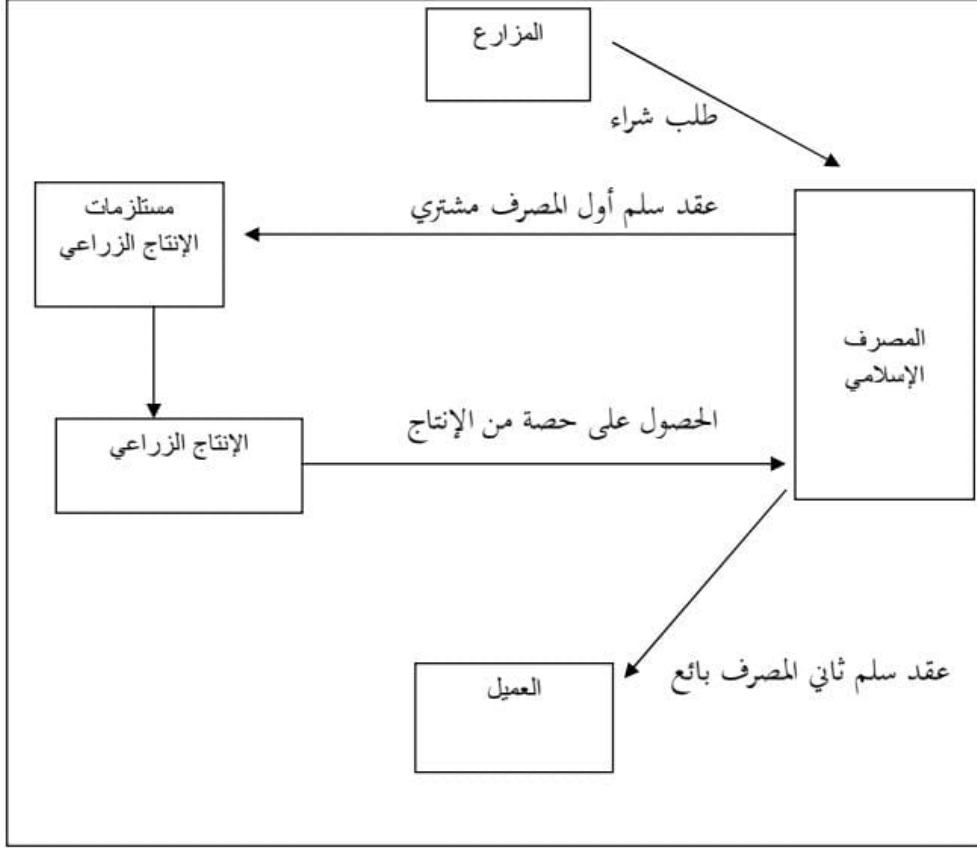 المزارع
طلب شراء
عقد سلم أول المصرف مشتري
مستلزمات
الإنتاج الزراعي
المصرف
الإسلامي
الحصول على حصة من الإنتاج
الإنتاج الزراعي
عقد سلم ثاني المصرف بائع
العميل